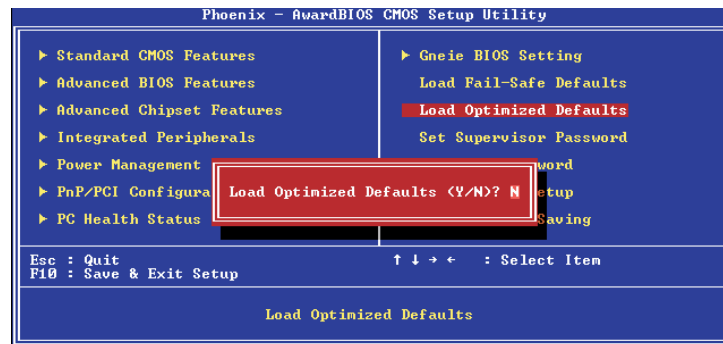 Phoenix - AwardBIOS CMOS Setup Utility
▶ Standard CMOS Features
▶ Advanced BIOS Features
▶ Advanced Chipset Features
▶ Integrated Peripherals
▶ Power Management
▶ PnP/PCI Configura
▶ PC Health Status
▶ Gneie BIOS Setting
Load Fail-Safe Defaults
Load Optimized Defaults
Set Supervisor Password
word
etup
Saving
Load Optimized Defaults (Y/N)? N
Esc : Quit
F10 : Save & Exit Setup
↑ ↓ → ← : Select Item
Load Optimized Defaults